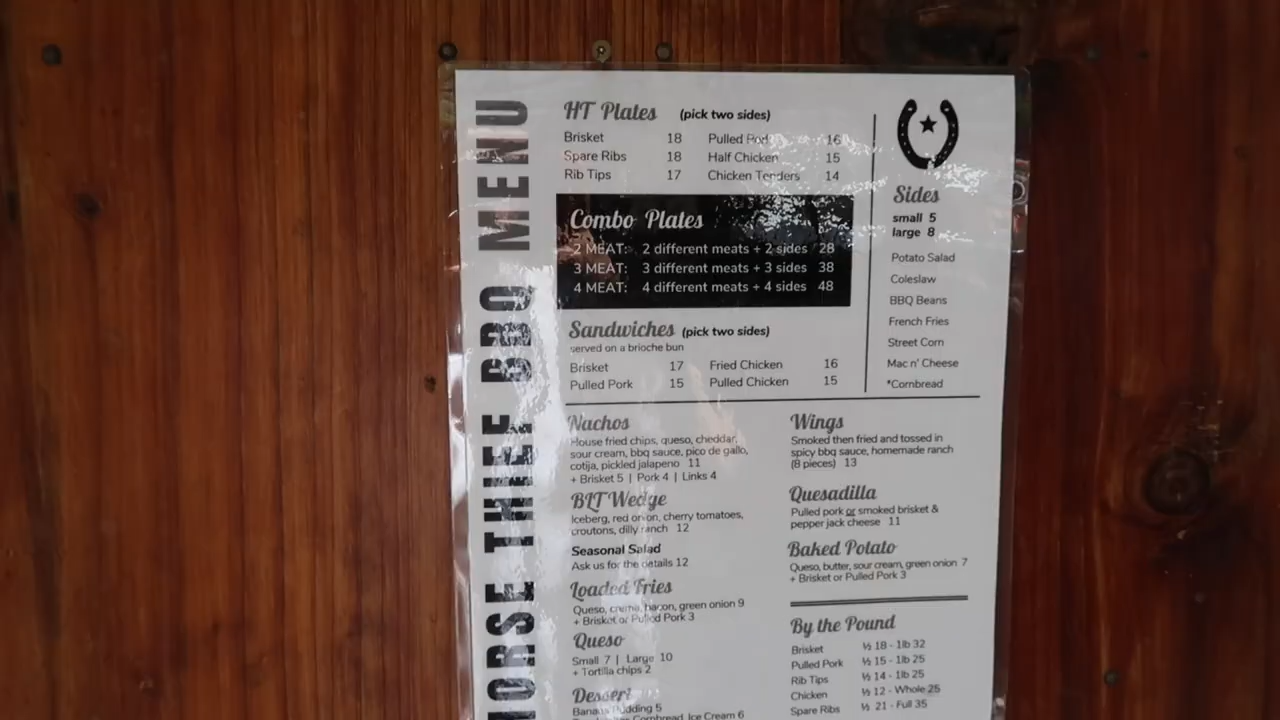 HORSE THIEF BBQ MENU
HT Plates (pick two sides)
Brisket 18 Pulled Pork 16
Spare Ribs 18 Half Chicken 15
Rib Tips 17 Chicken Tenders 14
Combo Plates
2 MEAT: 2 different meats + 2 sides 28
3 MEAT: 3 different meats + 3 sides 38
4 MEAT: 4 different meats + 4 sides 48
Sandwiches (pick two sides)
served on a brioche bun
Brisket 17 Fried Chicken 16
Pulled Pork 15 Pulled Chicken 15
Sides
small 5
large 8
Potato Salad
Coleslaw
BBQ Beans
French Fries
Street Corn
Mac n' Cheese
*Cornbread
Nachos
House fried chips, queso, cheddar,
sour cream, bbq sauce, pico de gallo,
cotija, pickled jalapeno 11
+ Brisket 5 | Pork 4 | Links 4
BLT Wedge
Iceberg, red onion, cherry tomatoes,
croutons, dilly ranch 12
Seasonal Salad
Ask us for the details 12
Loaded Fries
Queso, crema, bacon, green onion 9
+ Brisket or Pulled Pork 3
Queso
Small 7 | Large 10
+ Tortilla chips 2
Dessert
Banana Pudding 5
Cornbread Ice Cream 6
Wings
Smoked then fried and tossed in
spicy bbq sauce, homemade ranch
(8 pieces) 13
Quesadilla
Pulled pork or smoked brisket &
pepper jack cheese 11
Baked Potato
Queso, butter, sour cream, green onion 7
+ Brisket or Pulled Pork 3
By the Pound
Brisket ½ 18 - 1lb 32
Pulled Pork ½ 15 - 1lb 25
Rib Tips ½ 14 - 1lb 25
Chicken ½ 12 - Whole 25
Spare Ribs ½ 21 - Full 35